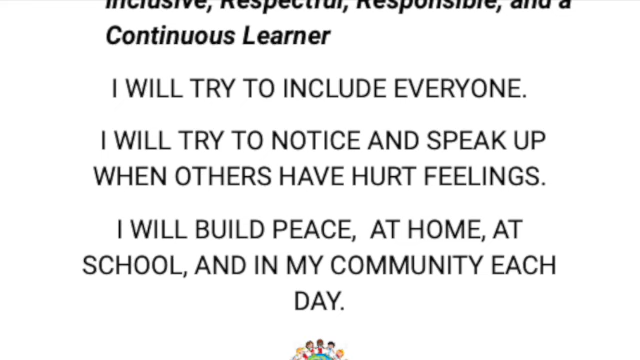 Inclusive, Respectful, Responsible, and a
Continuous Learner
I WILL TRY TO INCLUDE EVERYONE.
I WILL TRY TO NOTICE AND SPEAK UP
WHEN OTHERS HAVE HURT FEELINGS.
I WILL BUILD PEACE,  AT HOME, AT
SCHOOL, AND IN MY COMMUNITY EACH
DAY.